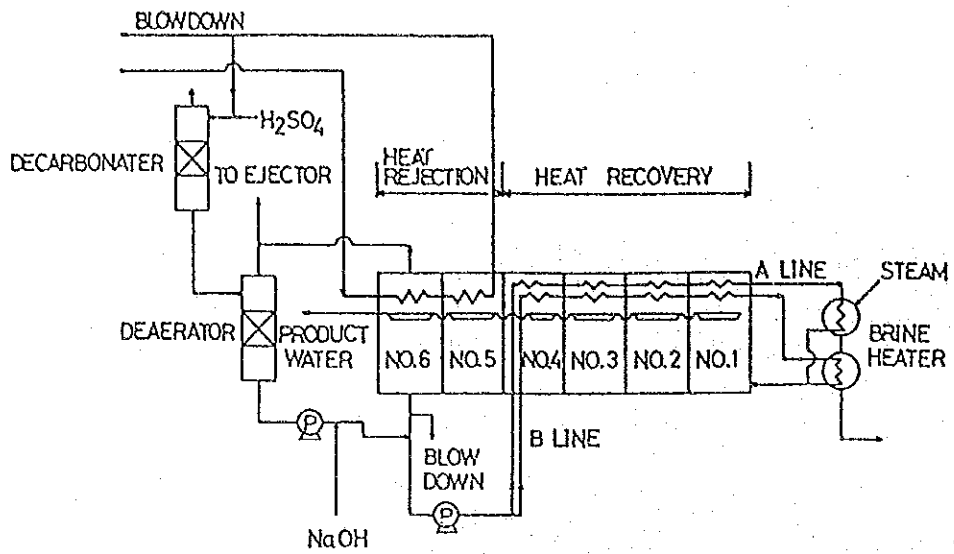 BLOWDOWN
H2SO4
DECARBONATER
TO EJECTOR
HEAT
REJECTION
HEAT RECOVERY
A LINE
STEAM
DEAERATOR
PRODUCT
WATER
NO.6
NO.5
NO.4
NO.3
NO.2
NO.1
BRINE
HEATER
P
B LINE
BLOW
DOWN
P
NaOH